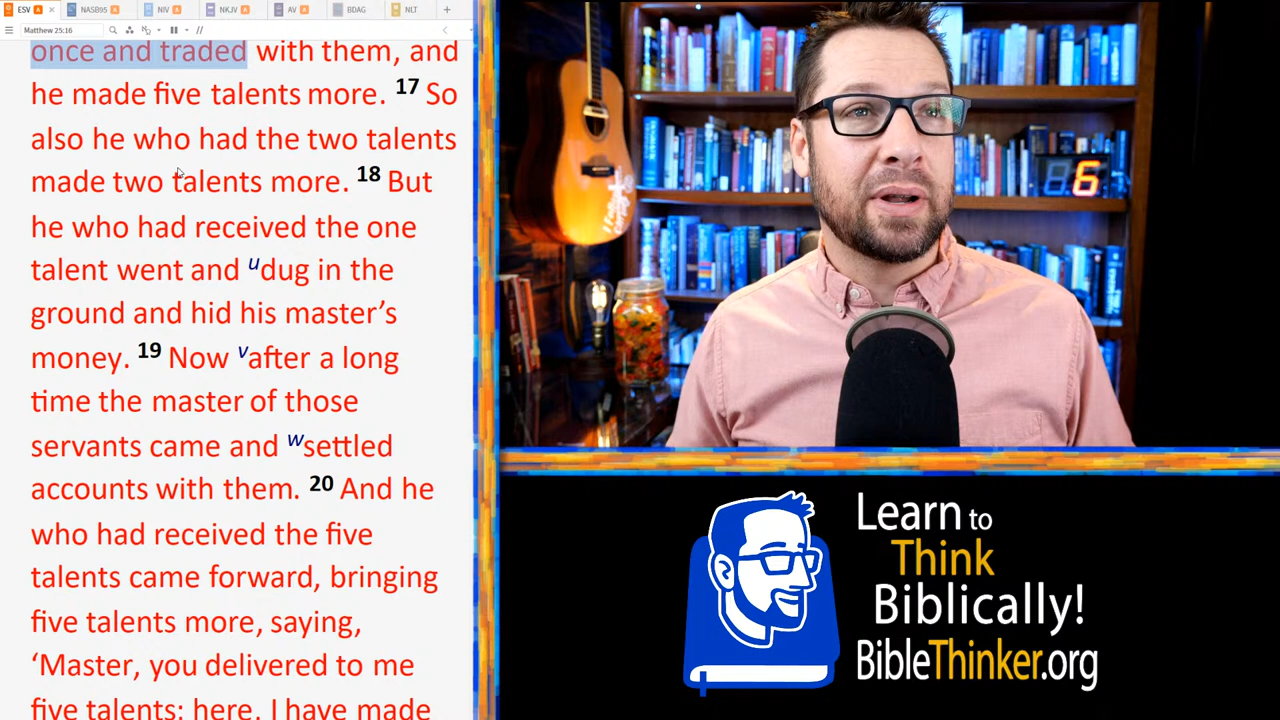 ESV A × NASB95 A NIV A NKJV A AV A BDAG NLT +
Matthew 25:16
once and traded with them, and
he made five talents more. 17 So
also he who had the two talents
made two talents more. 18 But
he who had received the one
talent went and udug in the
ground and hid his master’s
money. 19 Now vafter a long
time the master of those
servants came and wsettled
accounts with them. 20 And he
who had received the five
talents came forward, bringing
five talents more, saying,
‘Master, you delivered to me
five talents; here, I have made
6
Learn to
Think
Biblically!
BibleThinker.org